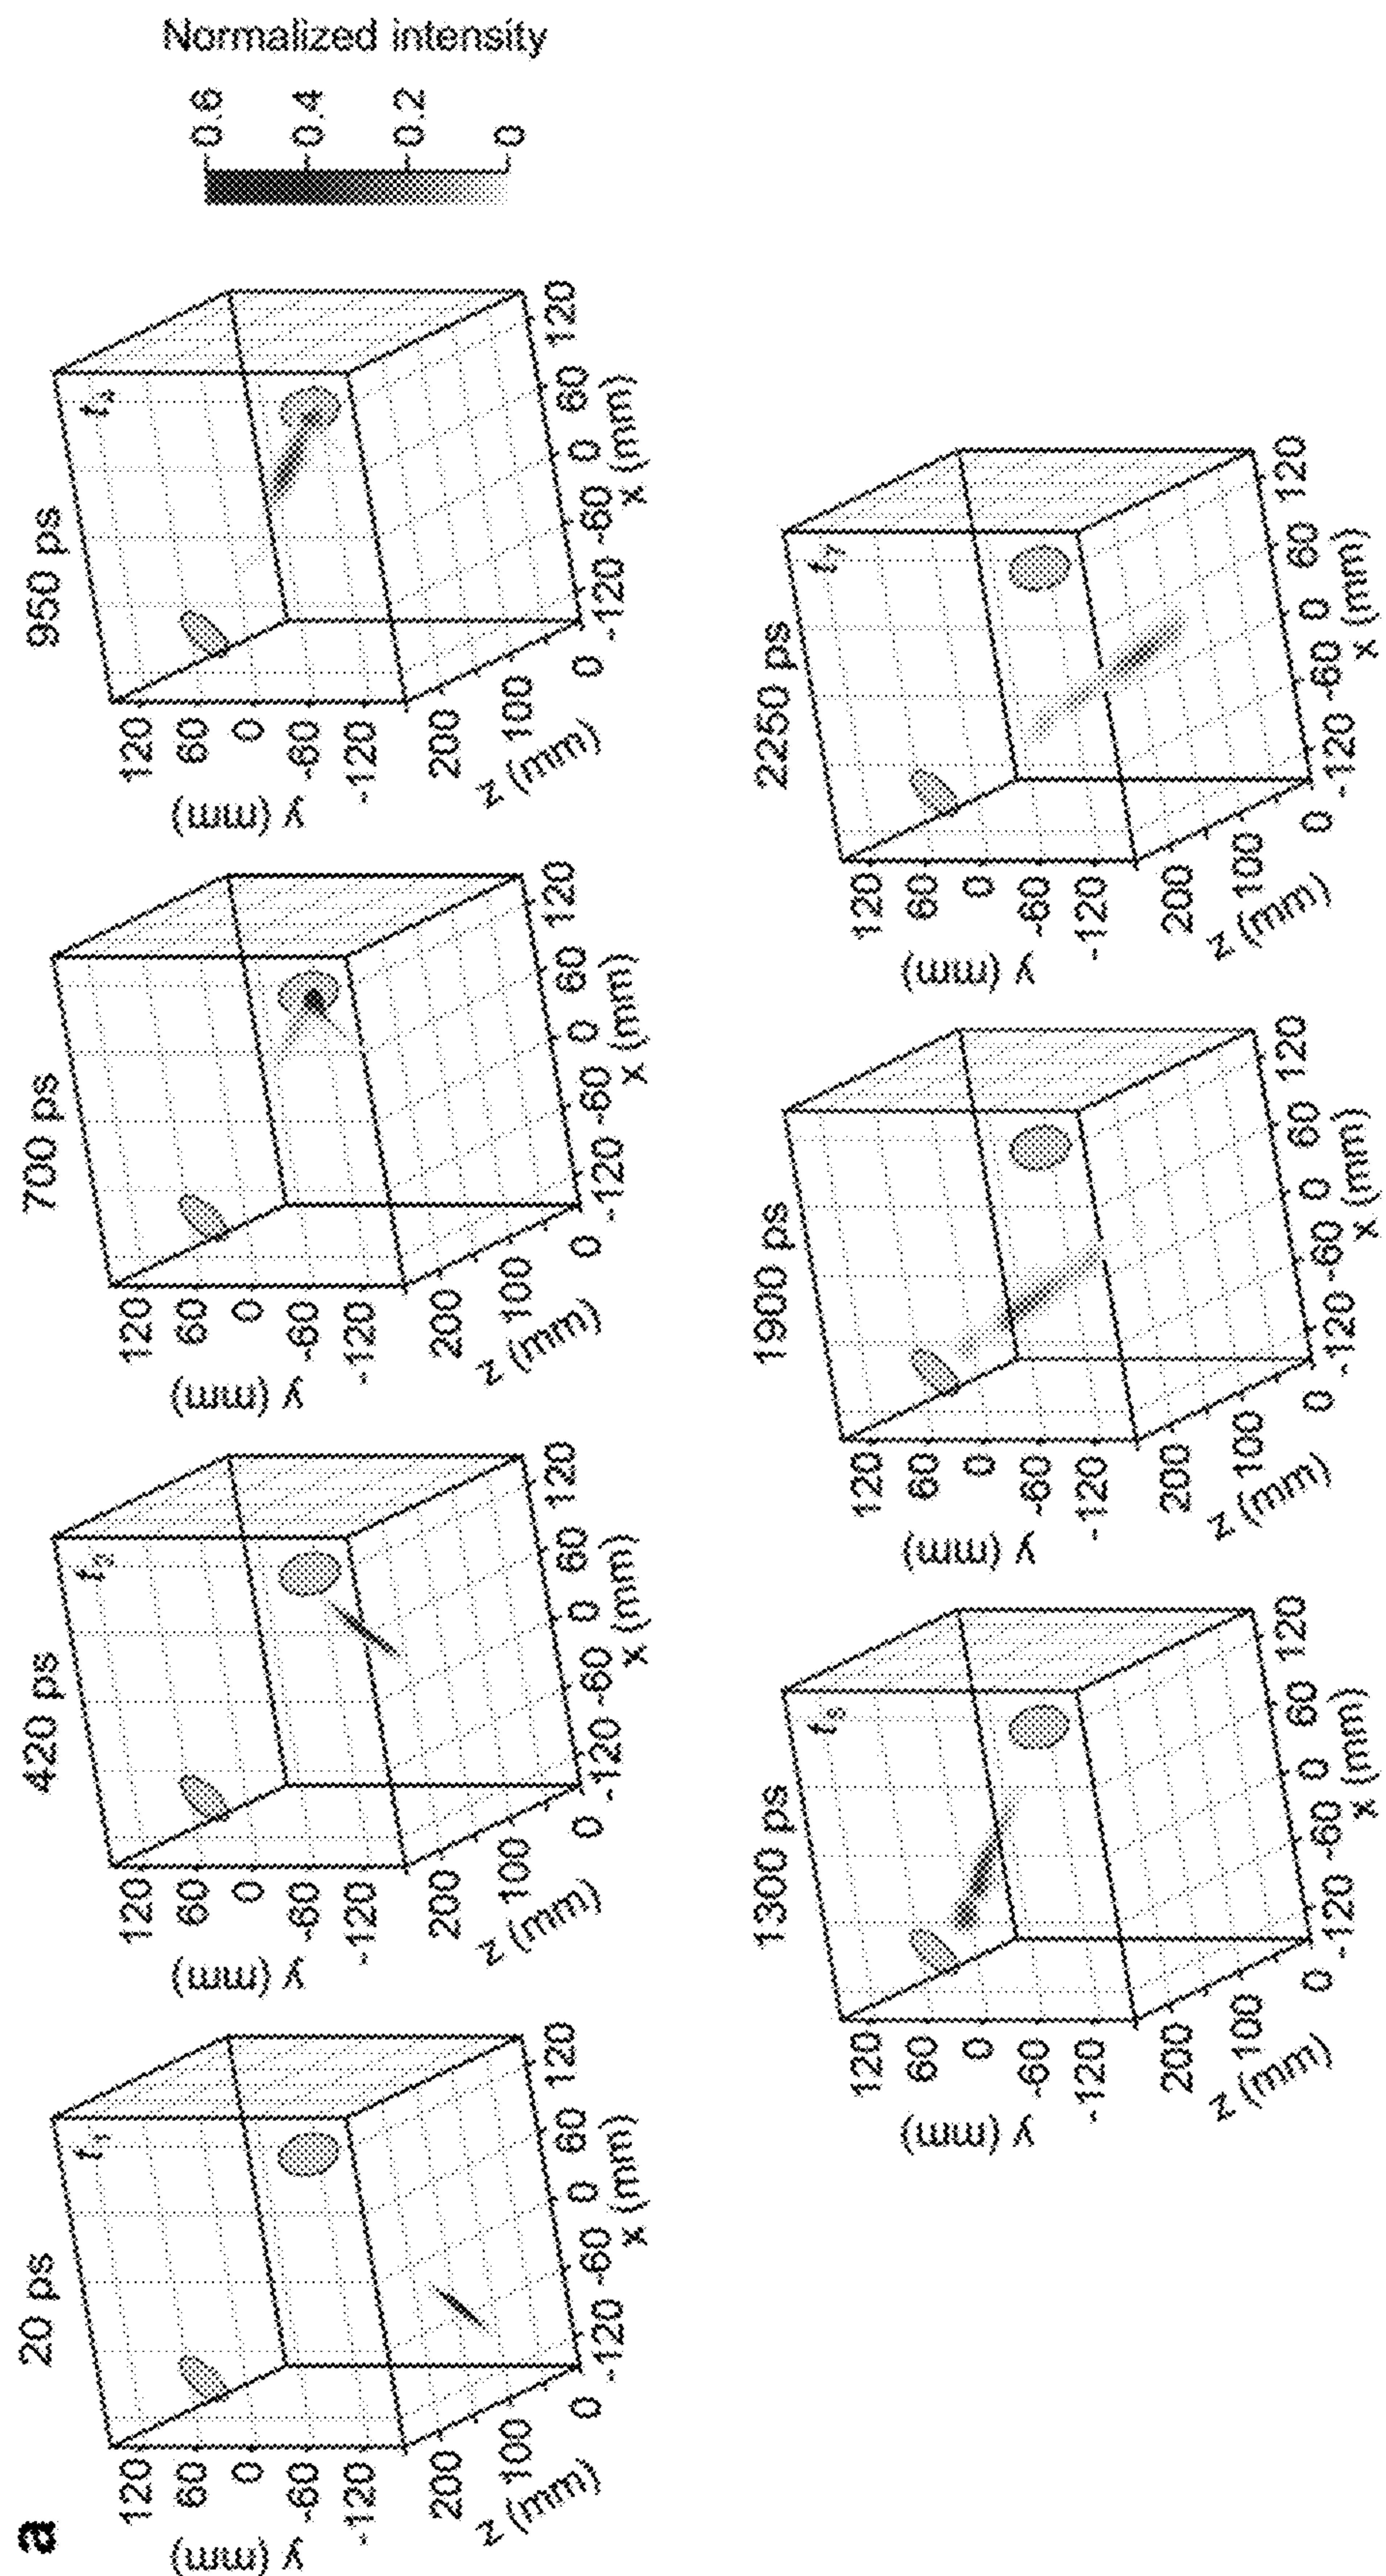 a
20 ps
t₁
y (mm)
120
60
0
-60
-120
200
100
0
z (mm)
-120
-60
0
60
120
x (mm)
420 ps
t₂
y (mm)
120
60
0
-60
-120
200
100
0
z (mm)
-120
-60
0
60
120
x (mm)
700 ps
y (mm)
120
60
0
-60
-120
200
100
0
z (mm)
-120
-60
0
60
120
x (mm)
950 ps
t₄
y (mm)
120
60
0
-60
-120
200
100
0
z (mm)
-120
-60
0
60
120
x (mm)
Normalized intensity
0.6
0.4
0.2
0
1300 ps
t₅
y (mm)
120
60
0
-60
-120
200
100
0
z (mm)
-120
-60
0
60
120
x (mm)
1900 ps
y (mm)
120
60
0
-60
-120
200
100
0
z (mm)
-120
-60
0
60
120
x (mm)
2250 ps
t₇
y (mm)
120
60
0
-60
-120
200
100
0
z (mm)
-120
-60
0
60
120
x (mm)